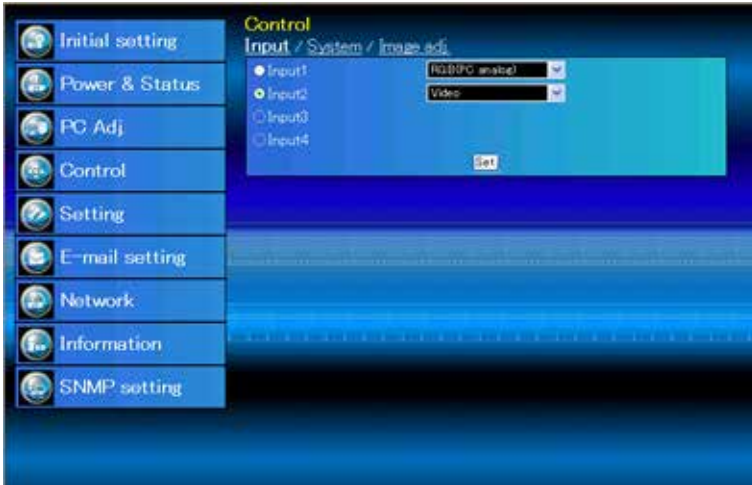 Initial setting
Power & Status
PC Adj.
Control
Setting
E-mail setting
Network
Information
SNMP setting
Control
Input / System / Image adj.
Input1 RGB(PC analog)
Input2 Video
Input3
Input4
Set